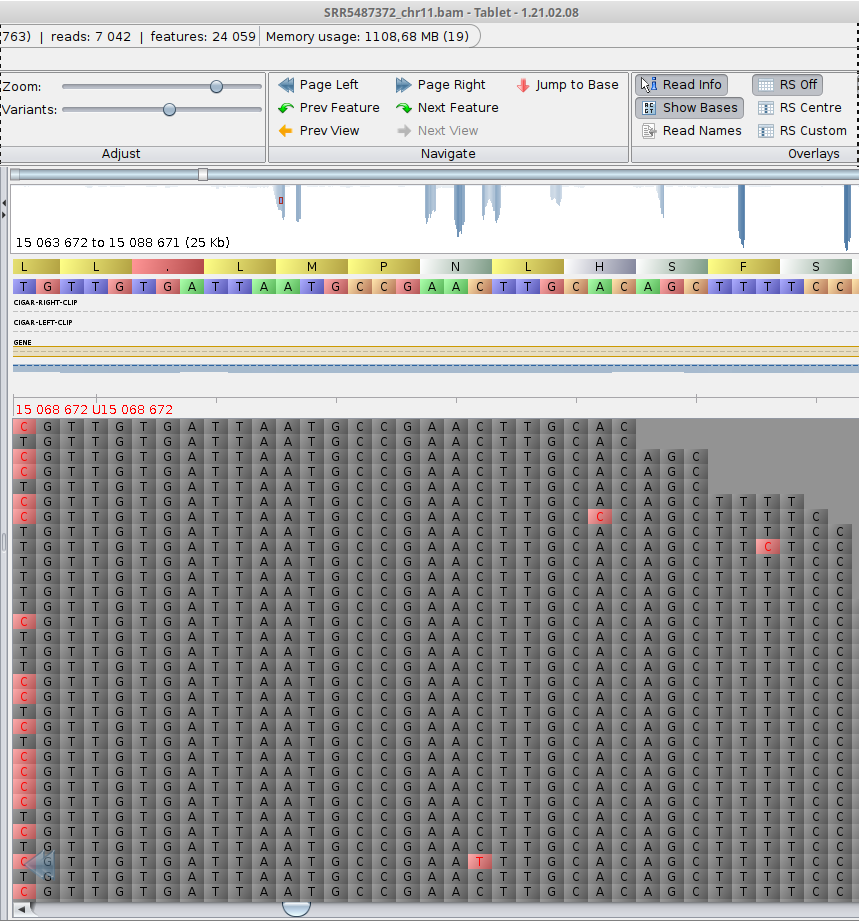 SRR5487372_chr11.bam - Tablet - 1.21.02.08
763) | reads: 7 042 | features: 24 059 Memory usage: 1108,68 MB (19)
Zoom: Page Left Page Right Jump to Base Read Info RS Off
Variants: Prev Feature Next Feature Show Bases RS Centre
Prev View Next View Read Names RS Custom
Adjust Navigate Overlays
15 063 672 to 15 088 671 (25 Kb)
L L . L M P N L H S F S
T G T T G T G A T T A A T G C C G A A C T T G C A C A G C T T T T C C
CIGAR-RIGHT-CLIP
CIGAR-LEFT-CLIP
GENE
15 068 672 U15 068 672
C G T T G T G A T T A A T G C C G A A C T T G C A C
T G T T G T G A T T A A T G C C G A A C T T G C A C
C G T T G T G A T T A A T G C C G A A C T T G C A C A G C
C G T T G T G A T T A A T G C C G A A C T T G C A C A G C
T G T T G T G A T T A A T G C C G A A C T T G C A C A G C
C G T T G T G A T T A A T G C C G A A C T T G C A C A G C T T T T
C G T T G T G A T T A A T G C C G A A C T T G C C C A G C T T T T C
T G T T G T G A T T A A T G C C G A A C T T G C A C A G C T T T T C C
T G T T G T G A T T A A T G C C G A A C T T G C A C A G C T T C T C C
T G T T G T G A T T A A T G C C G A A C T T G C A C A G C T T T T C C
T G T T G T G A T T A A T G C C G A A C T T G C A C A G C T T T T C C
T G T T G T G A T T A A T G C C G A A C T T G C A C A G C T T T T C C
T G T T G T G A T T A A T G C C G A A C T T G C A C A G C T T T T C C
C G T T G T G A T T A A T G C C G A A C T T G C A C A G C T T T T C C
T G T T G T G A T T A A T G C C G A A C T T G C A C A G C T T T T C C
T G T T G T G A T T A A T G C C G A A C T T G C A C A G C T T T T C C
T G T T G T G A T T A A T G C C G A A C T T G C A C A G C T T T T C C
C G T T G T G A T T A A T G C C G A A C T T G C A C A G C T T T T C C
C G T T G T G A T T A A T G C C G A A C T T G C A C A G C T T T T C C
T G T T G T G A T T A A T G C C G A A C T T G C A C A G C T T T T C C
C G T T G T G A T T A A T G C C G A A C T T G C A C A G C T T T T C C
T G T T G T G A T T A A T G C C G A A C T T G C A C A G C T T T T C C
C G T T G T G A T T A A T G C C G A A C T T G C A C A G C T T T T C C
C G T T G T G A T T A A T G C C G A A C T T G C A C A G C T T T T C C
C G T T G T G A T T A A T G C C G A A C T T G C A C A G C T T T T C C
C G T T G T G A T T A A T G C C G A A C T T G C A C A G C T T T T C C
T G T T G T G A T T A A T G C C G A A C T T G C A C A G C T T T T C C
C G T T G T G A T T A A T G C C G A A C T T G C A C A G C T T T T C C
T G T T G T G A T T A A T G C C G A A C T T G C A C A G C T T T T C C
C G T T G T G A T T A A T G C C G A A T T T G C A C A G C T T T T C C
T G T T G T G A T T A A T G C C G A A C T T G C A C A G C T T T T C C
C G T T G T G A T T A A T G C C G A A C T T G C A C A G C T T T T C C